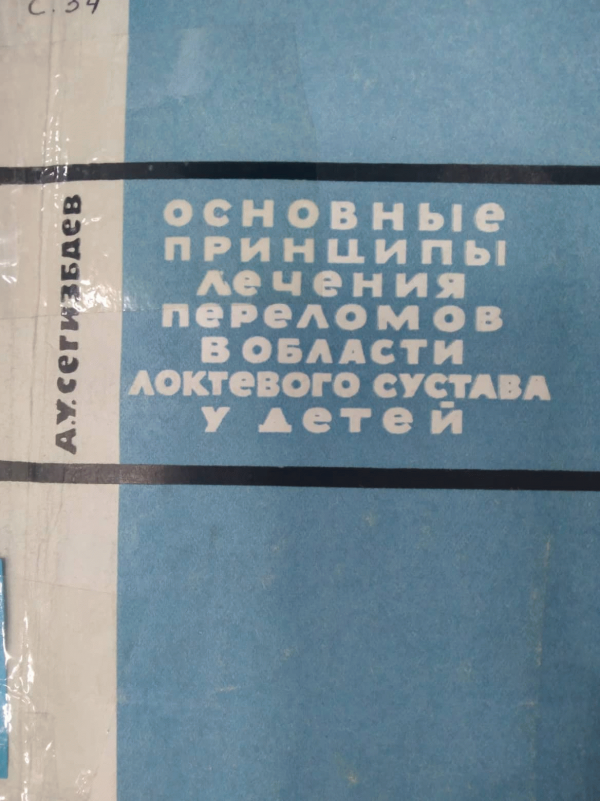 С. 34
А.У. СЕГИЗБАЕВ
ОСНОВНЫЕ
ПРИНЦИПЫ
ЛЕЧЕНИЯ
ПЕРЕЛОМОВ
В ОБЛАСТИ
ЛОКТЕВОГО СУСТАВА
У ДЕТЕЙ